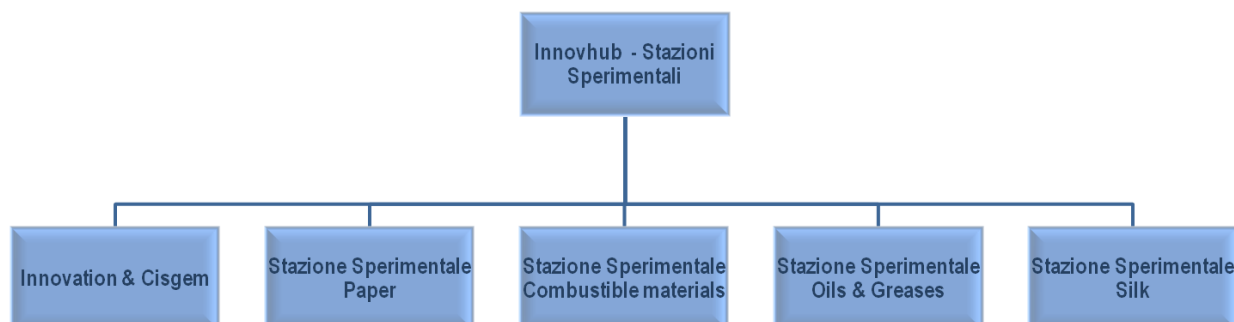 Innovhub - Stazioni
Sperimentali
Innovation & Cisgem
Stazione Sperimentale
Paper
Stazione Sperimentale
Combustible materials
Stazione Sperimentale
Oils & Greases
Stazione Sperimentale
Silk